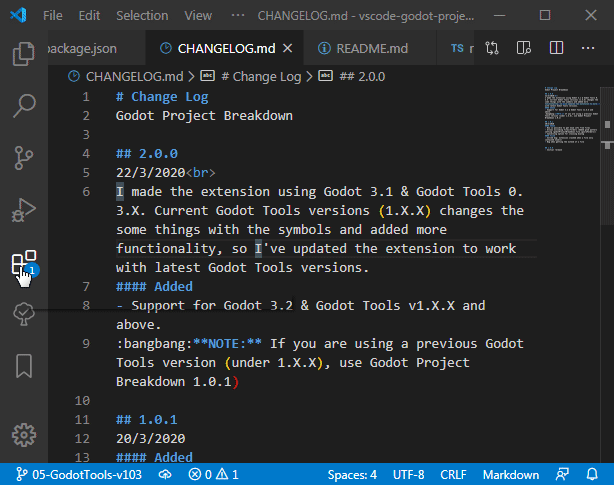 File Edit Selection View ··· CHANGELOG.md - vscode-godot-proje...
package.json CHANGELOG.md README.md TS
CHANGELOG.md > # Change Log > ## 2.0.0
1 # Change Log
2 Godot Project Breakdown
3
4 ## 2.0.0
5 22/3/2020<br>
6 I made the extension using Godot 3.1 & Godot Tools 0.
3.X. Current Godot Tools versions (1.X.X) changes the
some things with the symbols and added more
functionality, so I've updated the extension to work
with latest Godot Tools versions.
7 #### Added
8 - Support for Godot 3.2 & Godot Tools v1.X.X and
above.
9 :bangbang:**NOTE:** If you are using a previous Godot
Tools version (under 1.X.X), use Godot Project
Breakdown 1.0.1)
10
11 ## 1.0.1
12 20/3/2020
13 #### Added
1
05-GodotTools-v103 0 1 Spaces: 4 UTF-8 CRLF Markdown